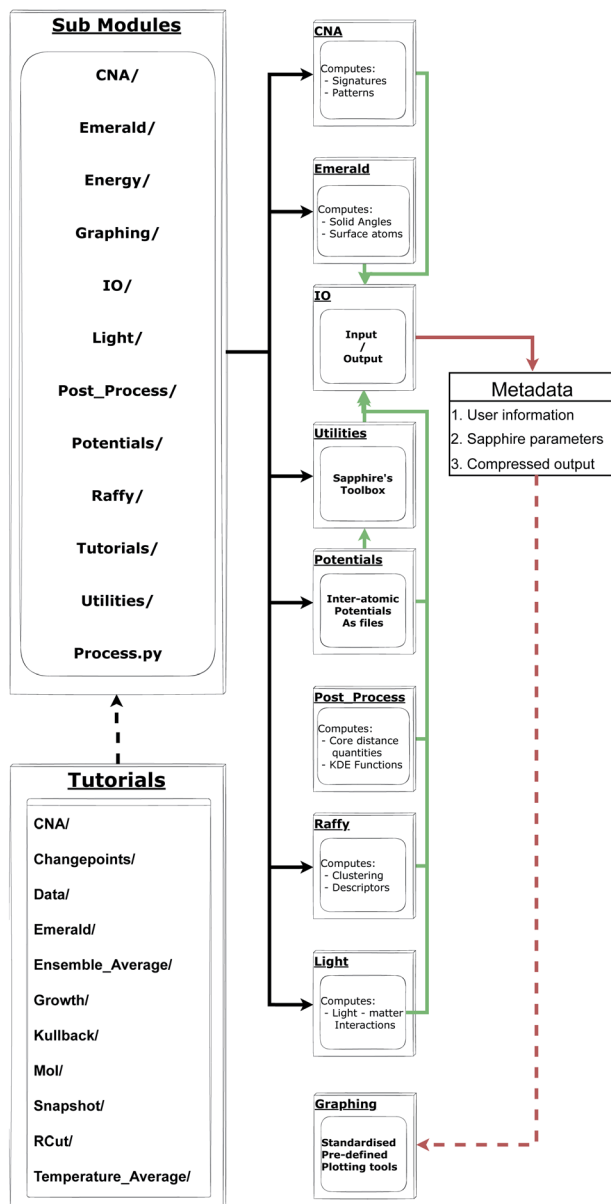 Sub Modules
CNA/
Emerald/
Energy/
Graphing/
IO/
Light/
Post_Process/
Potentials/
Raffy/
Tutorials/
Utilities/
Process.py
Tutorials
CNA/
Changepoints/
Data/
Emerald/
Ensemble_Average/
Growth/
Kullback/
Mol/
Snapshot/
RCut/
Temperature_Average/
CNA
Computes:
- Signatures
- Patterns
Emerald
Computes:
- Solid Angles
- Surface atoms
IO
Input
/
Output
Utilities
Sapphire's
Toolbox
Potentials
Inter-atomic
Potentials
As files
Post_Process
Computes:
- Core distance
quantities
- KDE Functions
Raffy
Computes:
- Clustering
- Descriptors
Light
Computes:
- Light - matter
Interactions
Graphing
Standardised
Pre-defined
Plotting tools
Metadada
1. User information
2. Sapphire parameters
3. Compressed output